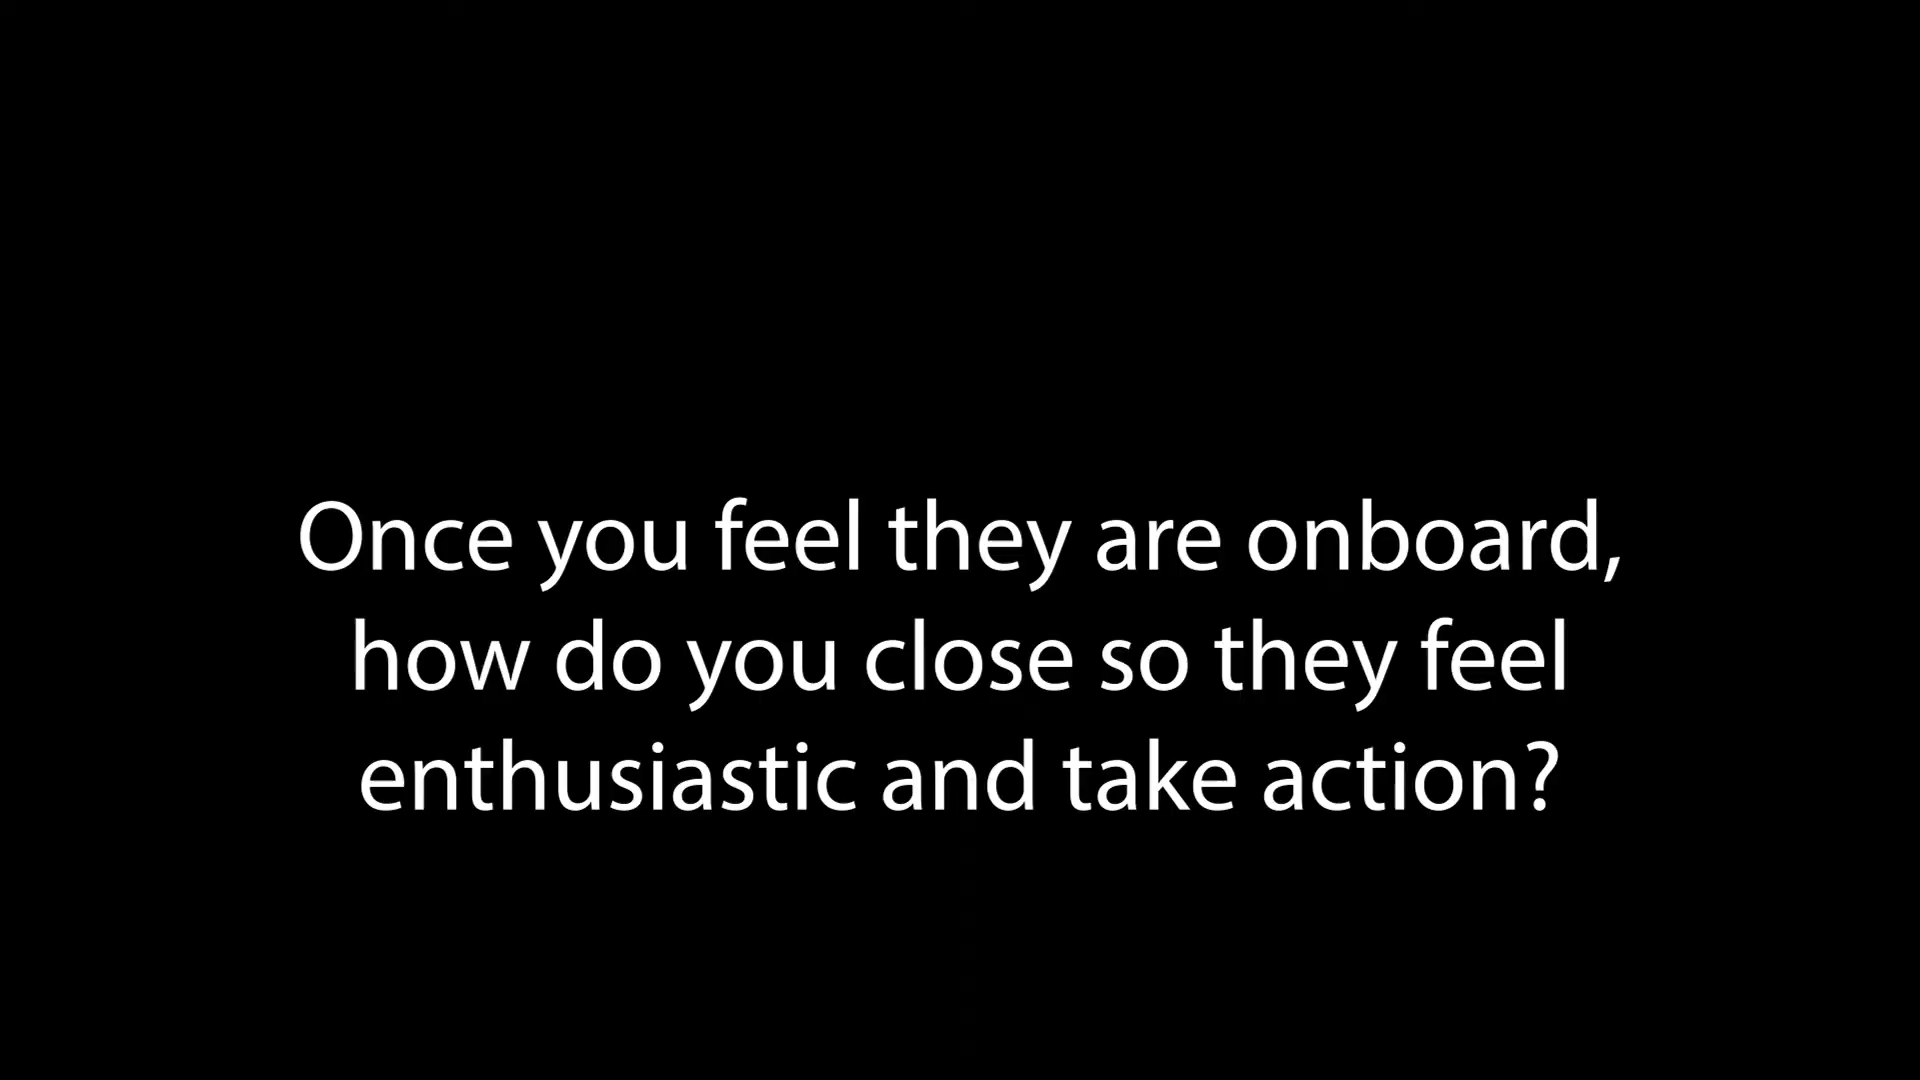 Once you feel they are onboard,
how do you close so they feel
enthusiastic and take action?